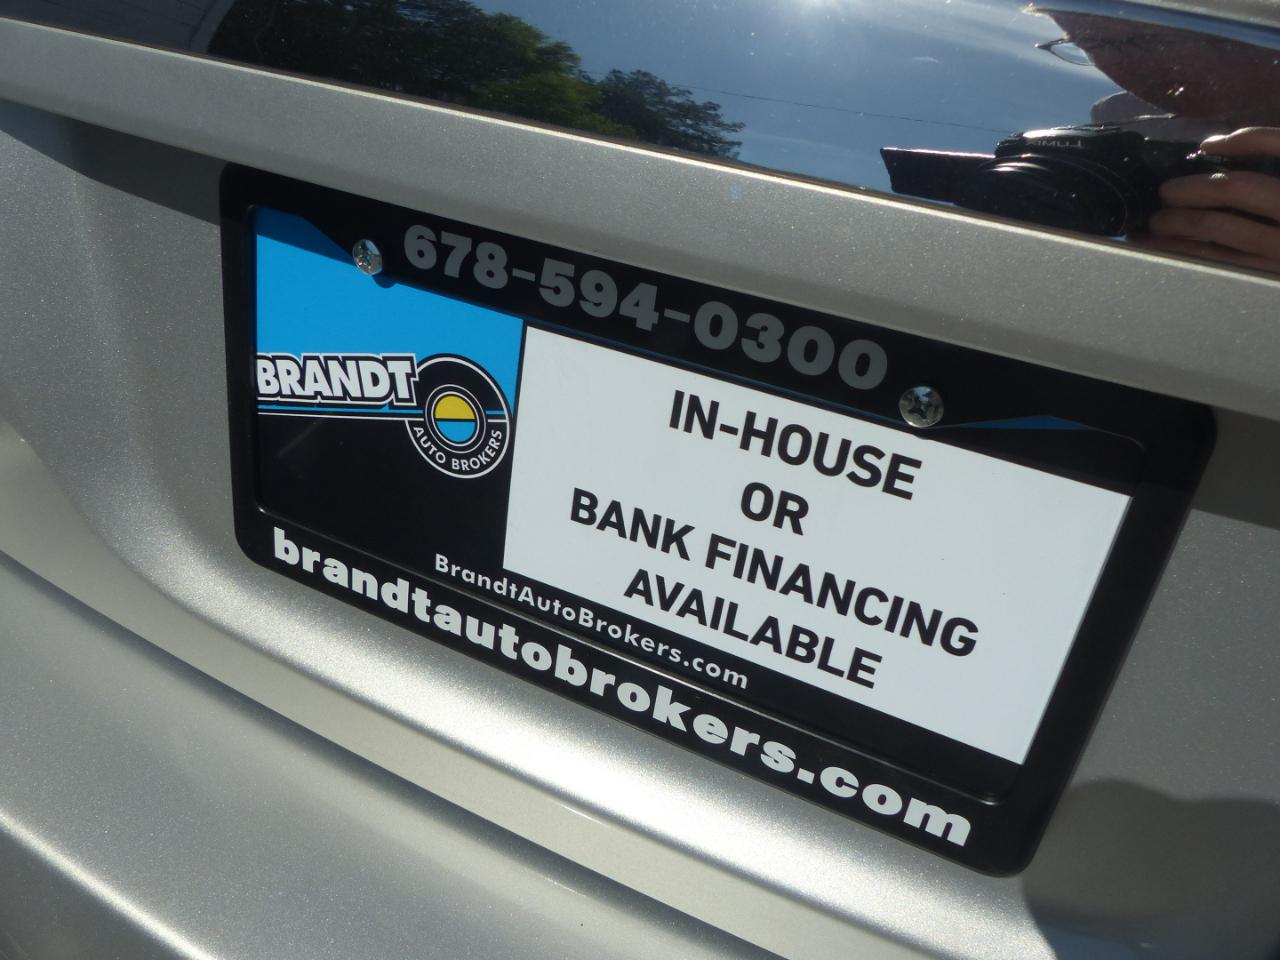 LUMIX
678-594-0300
BRANDT
AUTO BROKERS
IN-HOUSE
OR
BANK FINANCING
AVAILABLE
BrandtAutoBrokers.com
brandtautobrokers.com